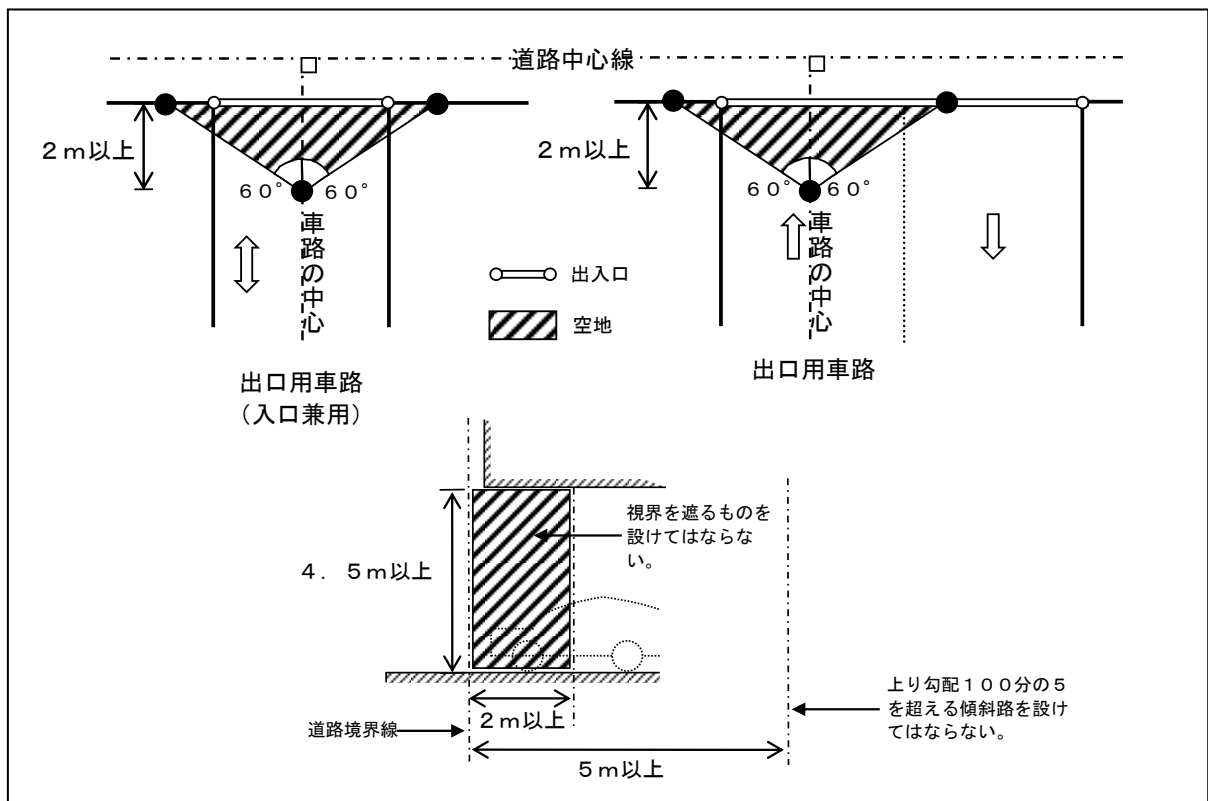 道路中心線
２ｍ以上
６０°
６０°
車路の中心
出口用車路
（入口兼用）
２ｍ以上
６０°
６０°
車路の中心
出口用車路
出入口
空地
視界を遮るものを
設けてはならな
い。
４．５ｍ以上
道路境界線
２ｍ以上
５ｍ以上
上り勾配１００分の５
を超える傾斜路を設け
てはならない。